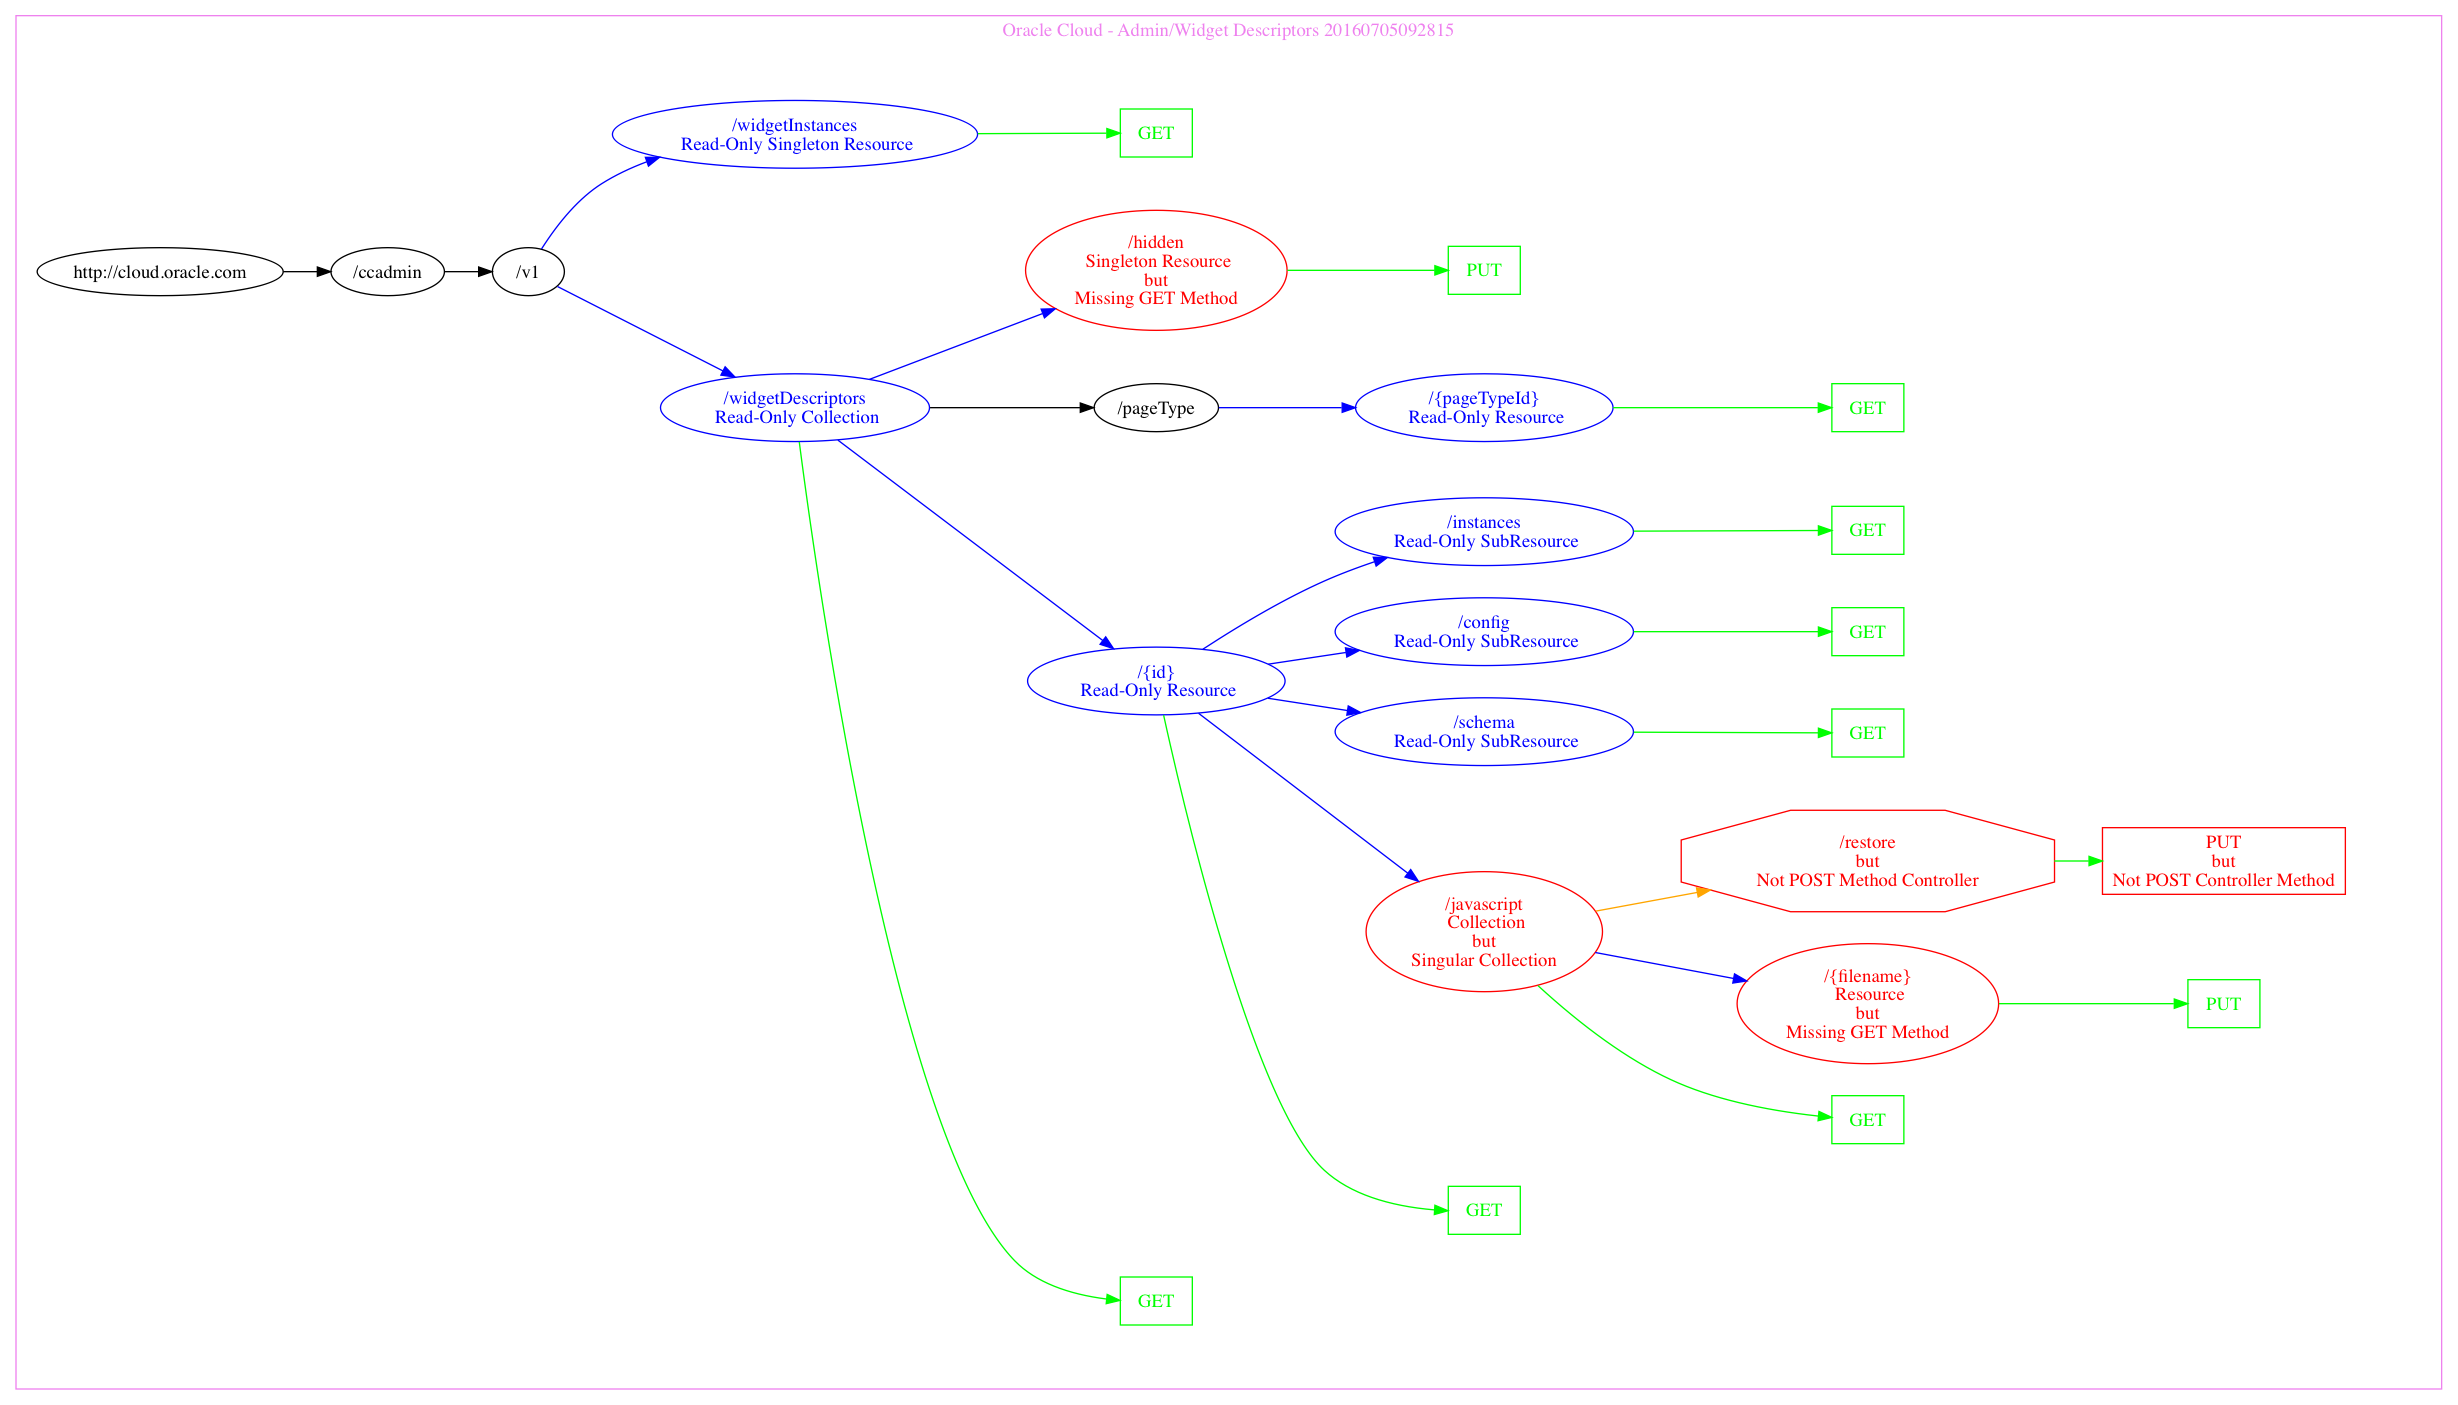 Oracle Cloud - Admin/Widget Descriptors 20160705092815
/widgetInstances
Read-Only Singleton Resource
GET
http://cloud.oracle.com
/ccadmin
/v1
/hidden
Singleton Resource
but
Missing GET Method
PUT
/widgetDescriptors
Read-Only Collection
/pageType
/{pageTypeId}
Read-Only Resource
GET
/instances
Read-Only SubResource
GET
/config
Read-Only SubResource
GET
/{id}
Read-Only Resource
/schema
Read-Only SubResource
GET
/restore
but
Not POST Method Controller
PUT
but
Not POST Controller Method
/javascript
Collection
but
Singular Collection
/{filename}
Resource
but
Missing GET Method
PUT
GET
GET
GET